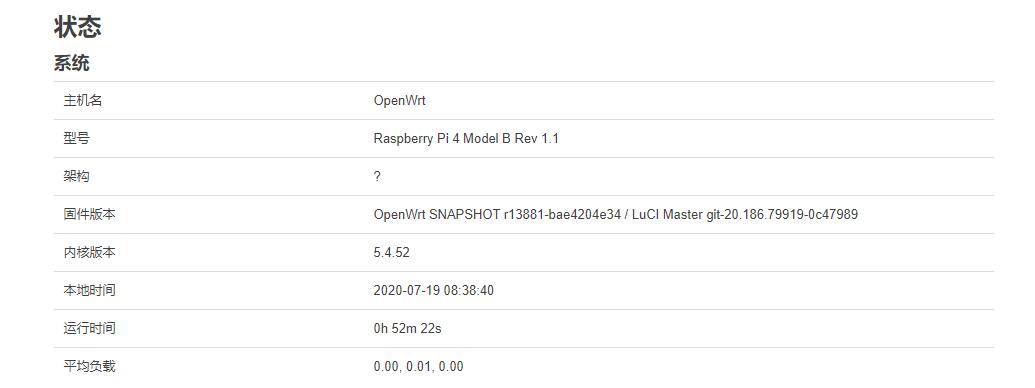 状态
系统
主机名 OpenWrt
型号 Raspberry Pi 4 Model B Rev 1.1
架构 ?
固件版本 OpenWrt SNAPSHOT r13881-bae4204e34 / LuCI Master git-20.186.79919-0c47989
内核版本 5.4.52
本地时间 2020-07-19 08:38:40
运行时间 0h 52m 22s
平均负载 0.00, 0.01, 0.00